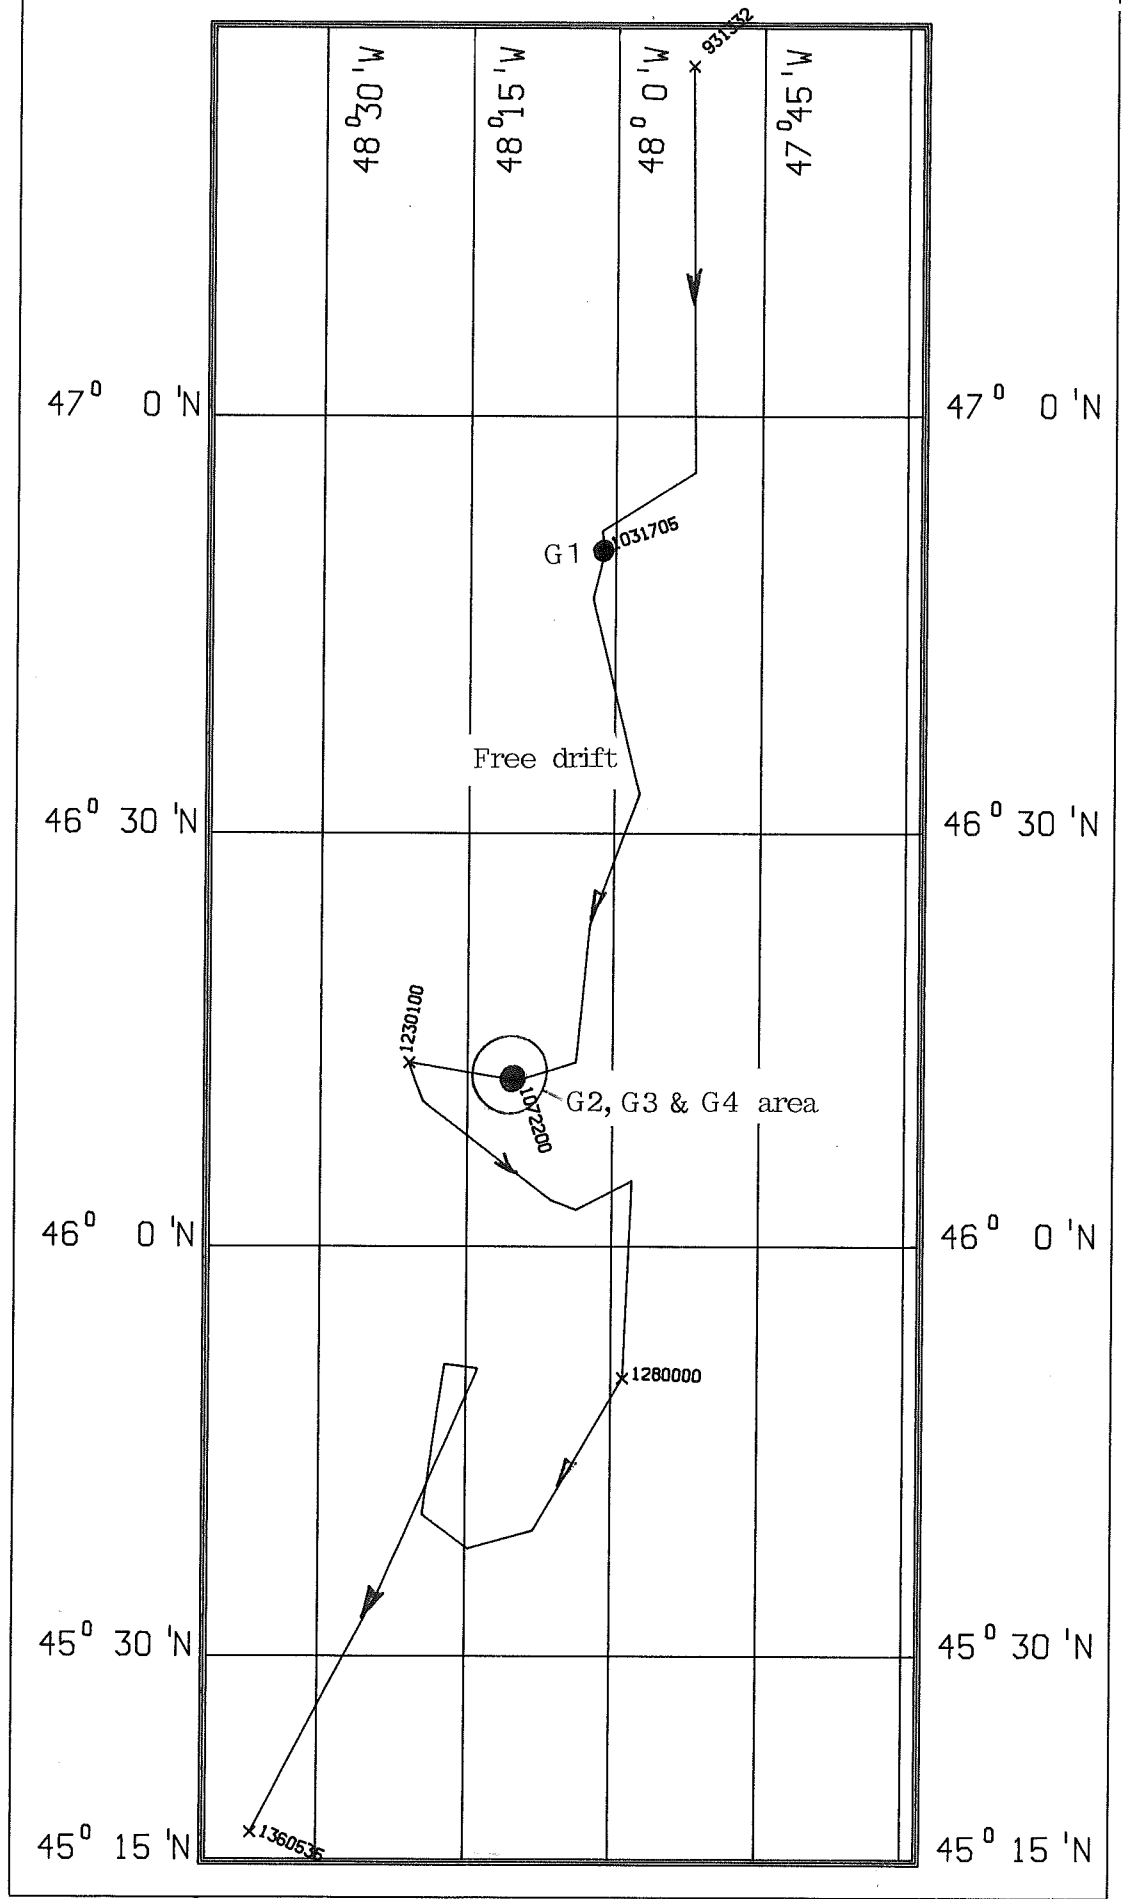 931332
48° 30 'W
48° 15 'W
48° 0 'W
47° 45 'W
47° 0 'N
47° 0 'N
1031705
G1
Free drift
46° 30 'N
46° 30 'N
1230100
G2, G3 & G4 area
1072200
46° 0 'N
46° 0 'N
1280000
45° 30 'N
45° 30 'N
1360536
45° 15 'N
45° 15 'N